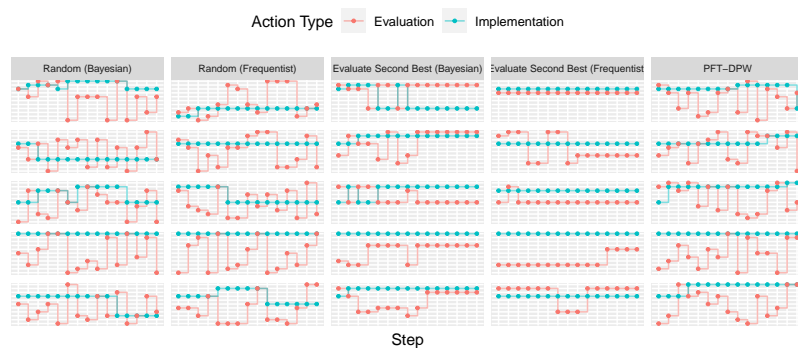 Action Type Evaluation Implementation
Random (Bayesian) Random (Frequentist) Evaluate Second Best (Bayesian) Evaluate Second Best (Frequentist PFT−DPW
Step